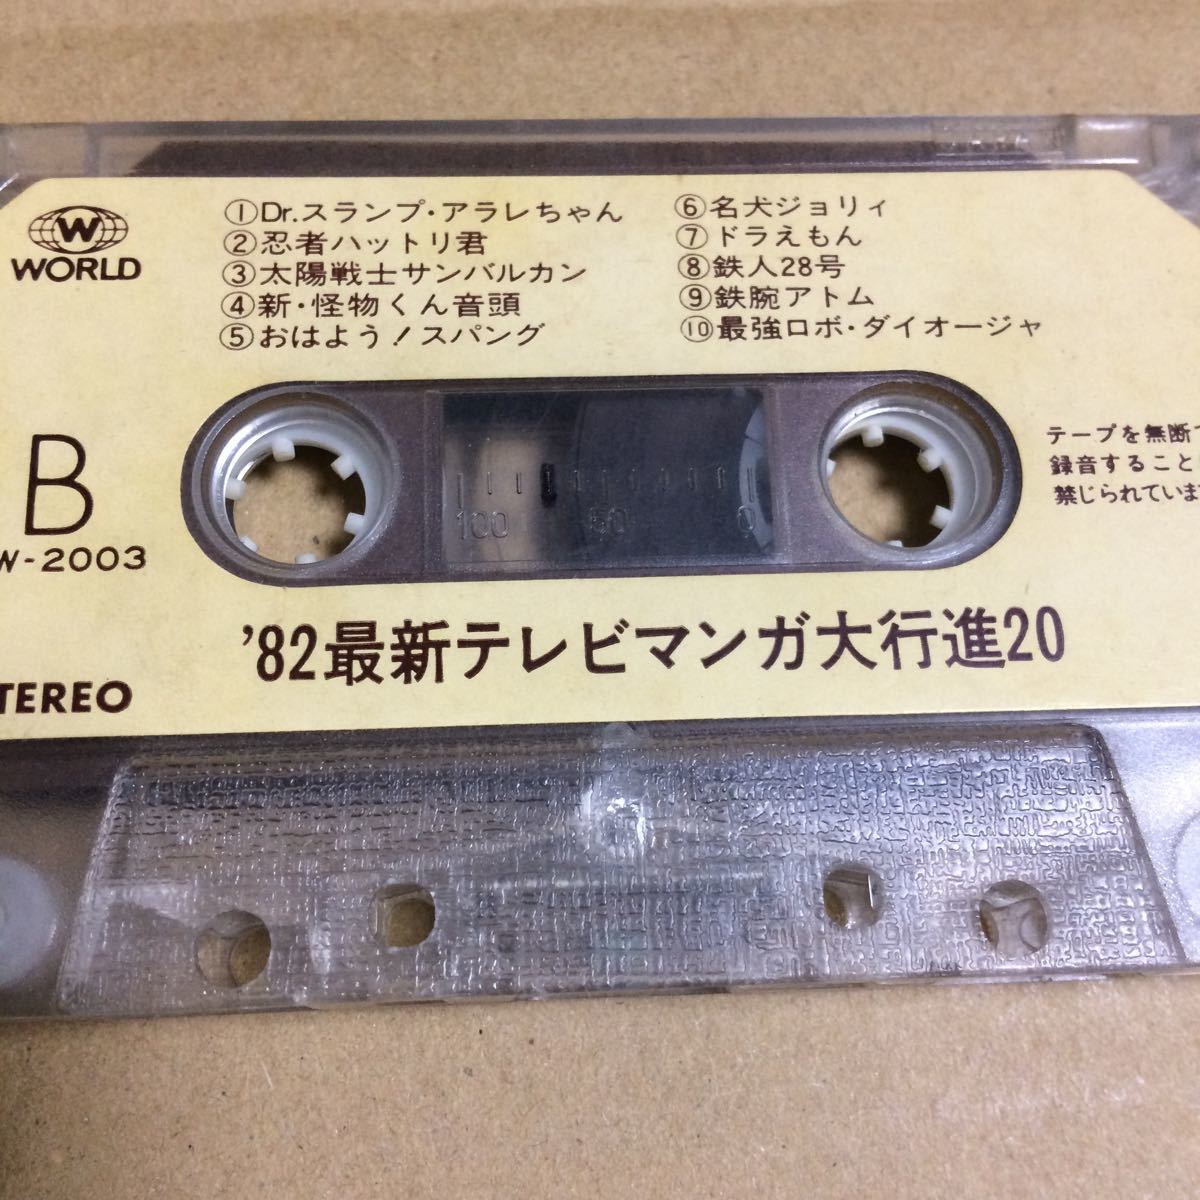 W
WORLD
①Dr.スランプ・アラレちゃん
②忍者ハットリ君
③太陽戦士サンバルカン
④新・怪物くん音頭
⑤おはよう!スパング
⑥名犬ジョリィ
⑦ドラえもん
⑧鉄人28号
⑨鉄腕アトム
⑩最強ロボ・ダイオージャ
B
W-2003
100 50 0
テープを無断で
録音すること
禁じられていま
'82最新テレビマンガ大行進20
TEREO